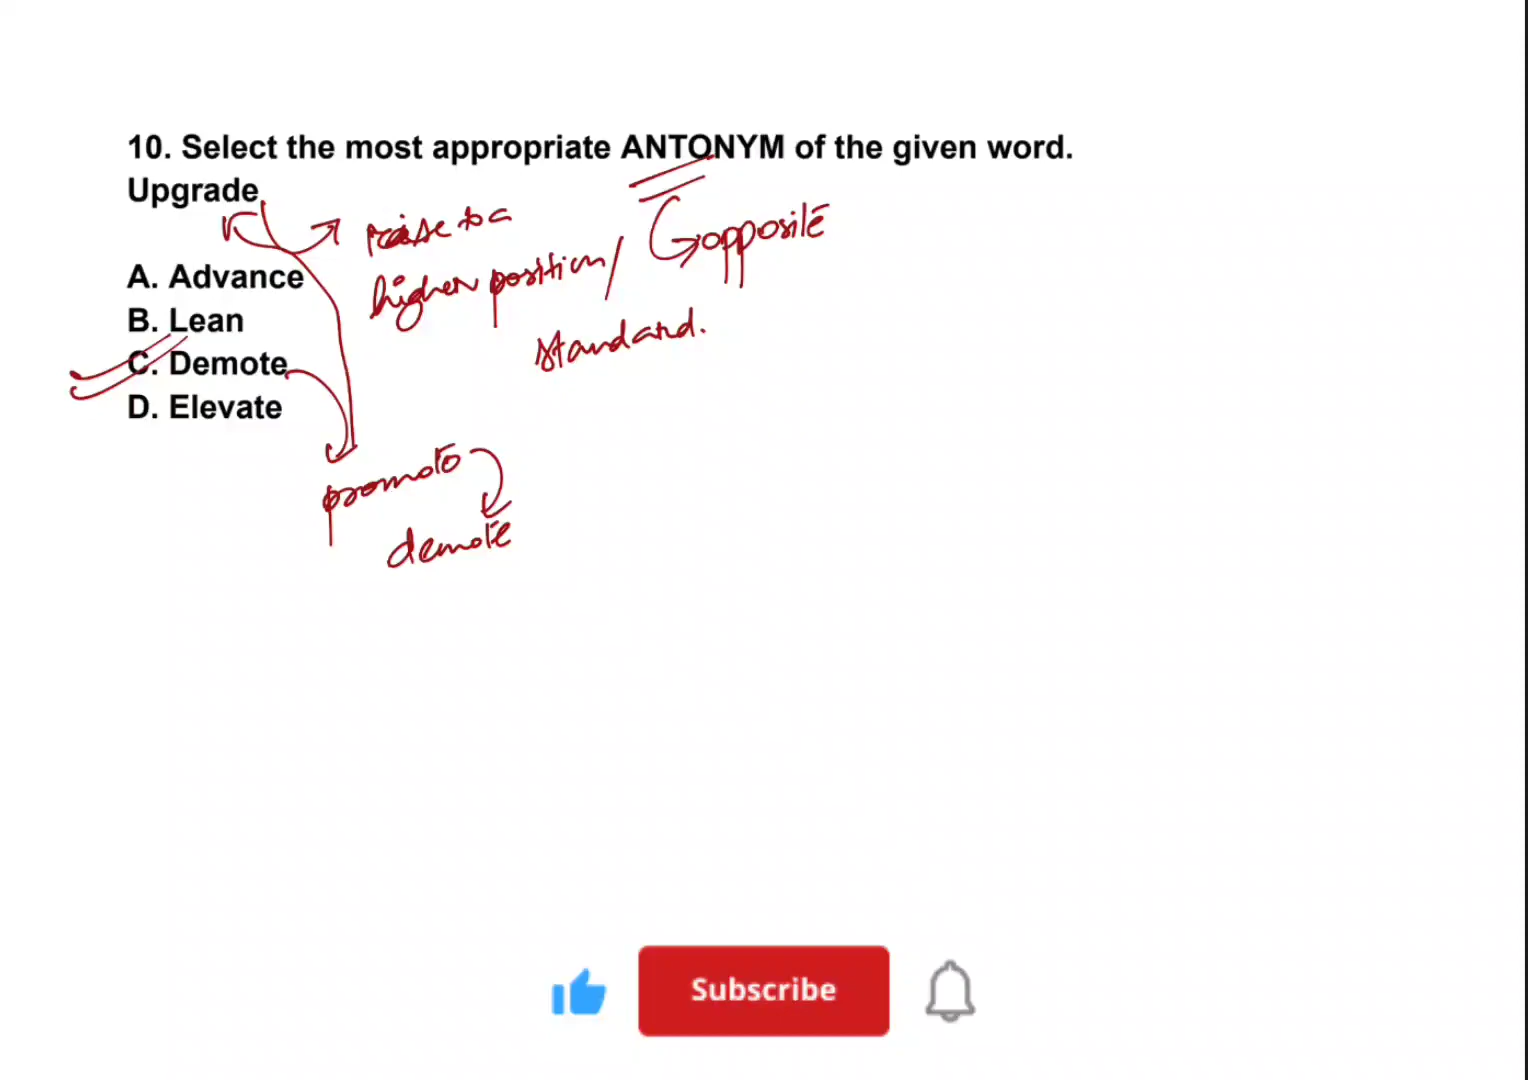 10. Select the most appropriate ANTONYM of the given word.
Upgrade
raise to a
higher position/
standard.
opposite
A. Advance
B. Lean
C. Demote
D. Elevate
promote
demote
Subscribe